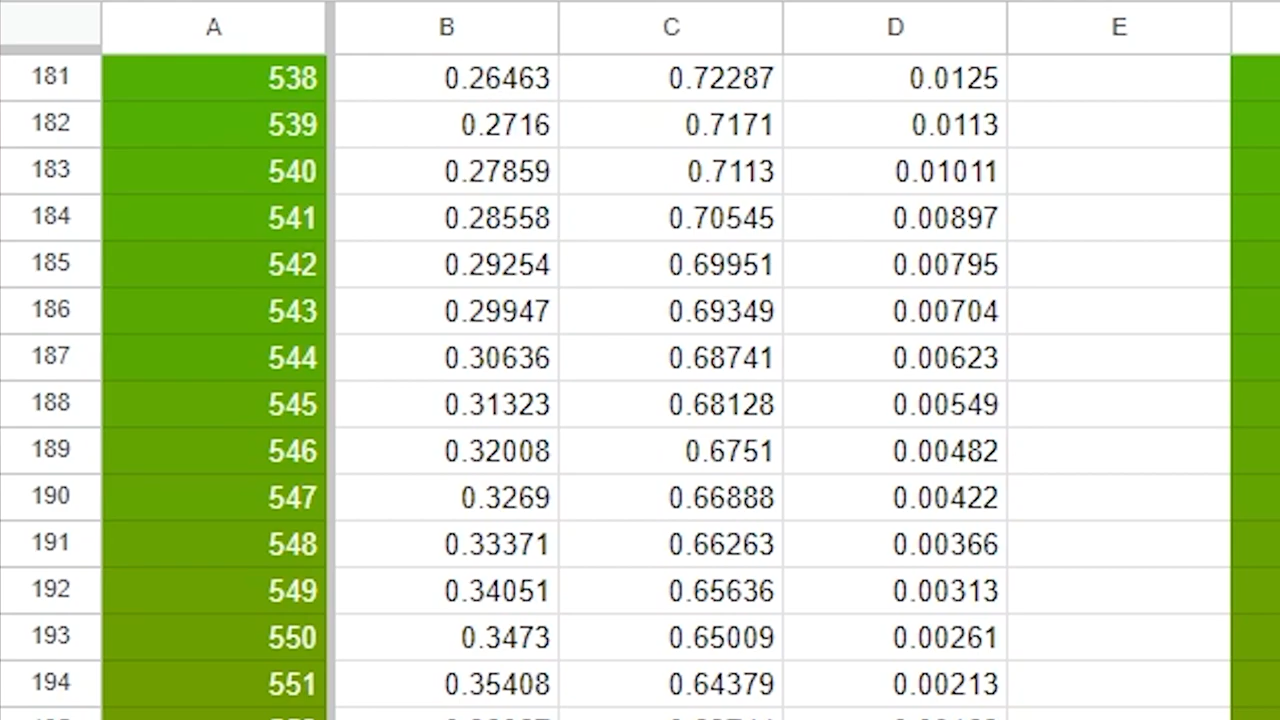 A B C D E
181 538 0.26463 0.72287 0.0125
182 539 0.2716 0.7171 0.0113
183 540 0.27859 0.7113 0.01011
184 541 0.28558 0.70545 0.00897
185 542 0.29254 0.69951 0.00795
186 543 0.29947 0.69349 0.00704
187 544 0.30636 0.68741 0.00623
188 545 0.31323 0.68128 0.00549
189 546 0.32008 0.6751 0.00482
190 547 0.3269 0.66888 0.00422
191 548 0.33371 0.66263 0.00366
192 549 0.34051 0.65636 0.00313
193 550 0.3473 0.65009 0.00261
194 551 0.35408 0.64379 0.00213